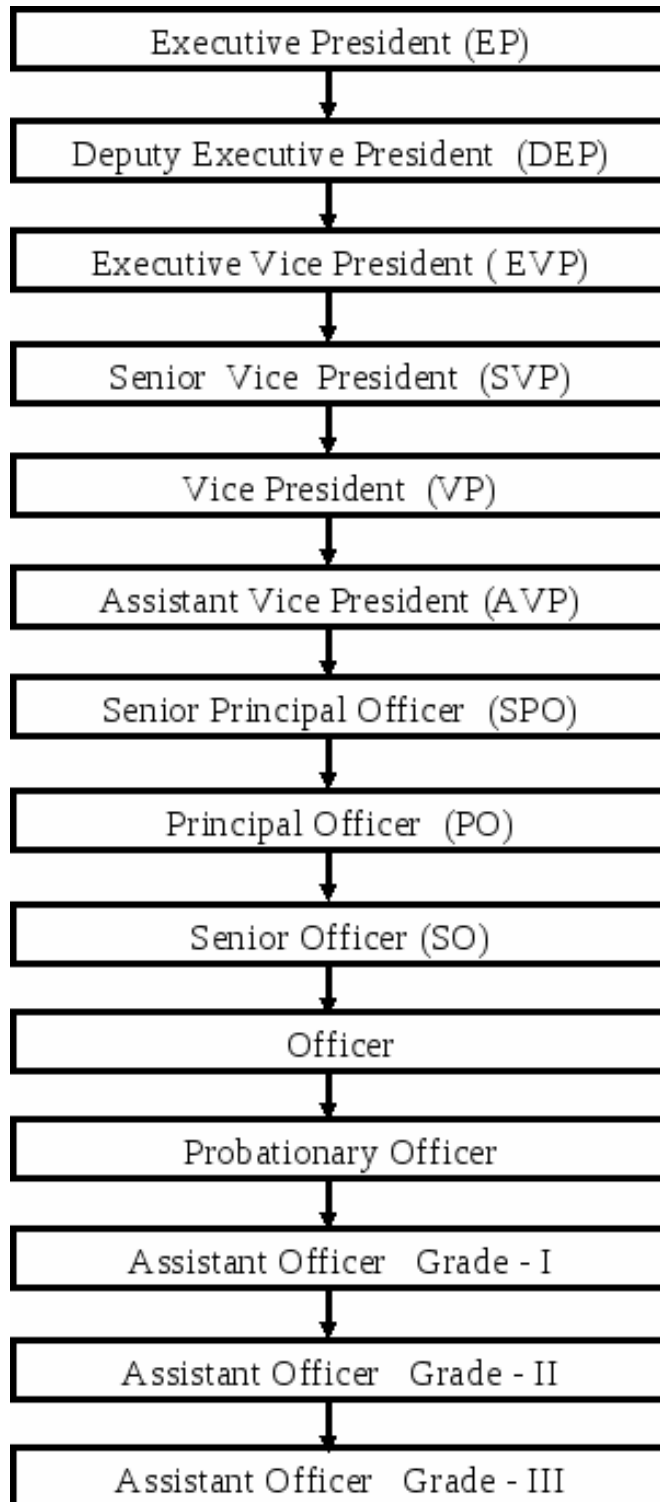 Executive President (EP)
Deputy Executive President (DEP)
Executive Vice President ( EVP)
Senior Vice President (SVP)
Vice President (VP)
Assistant Vice President (AVP)
Senior Principal Officer (SPO)
Principal Officer (PO)
Senior Officer (SO)
Officer
Probationary Officer
Assistant Officer Grade - I
Assistant Officer Grade - II
Assistant Officer Grade - III